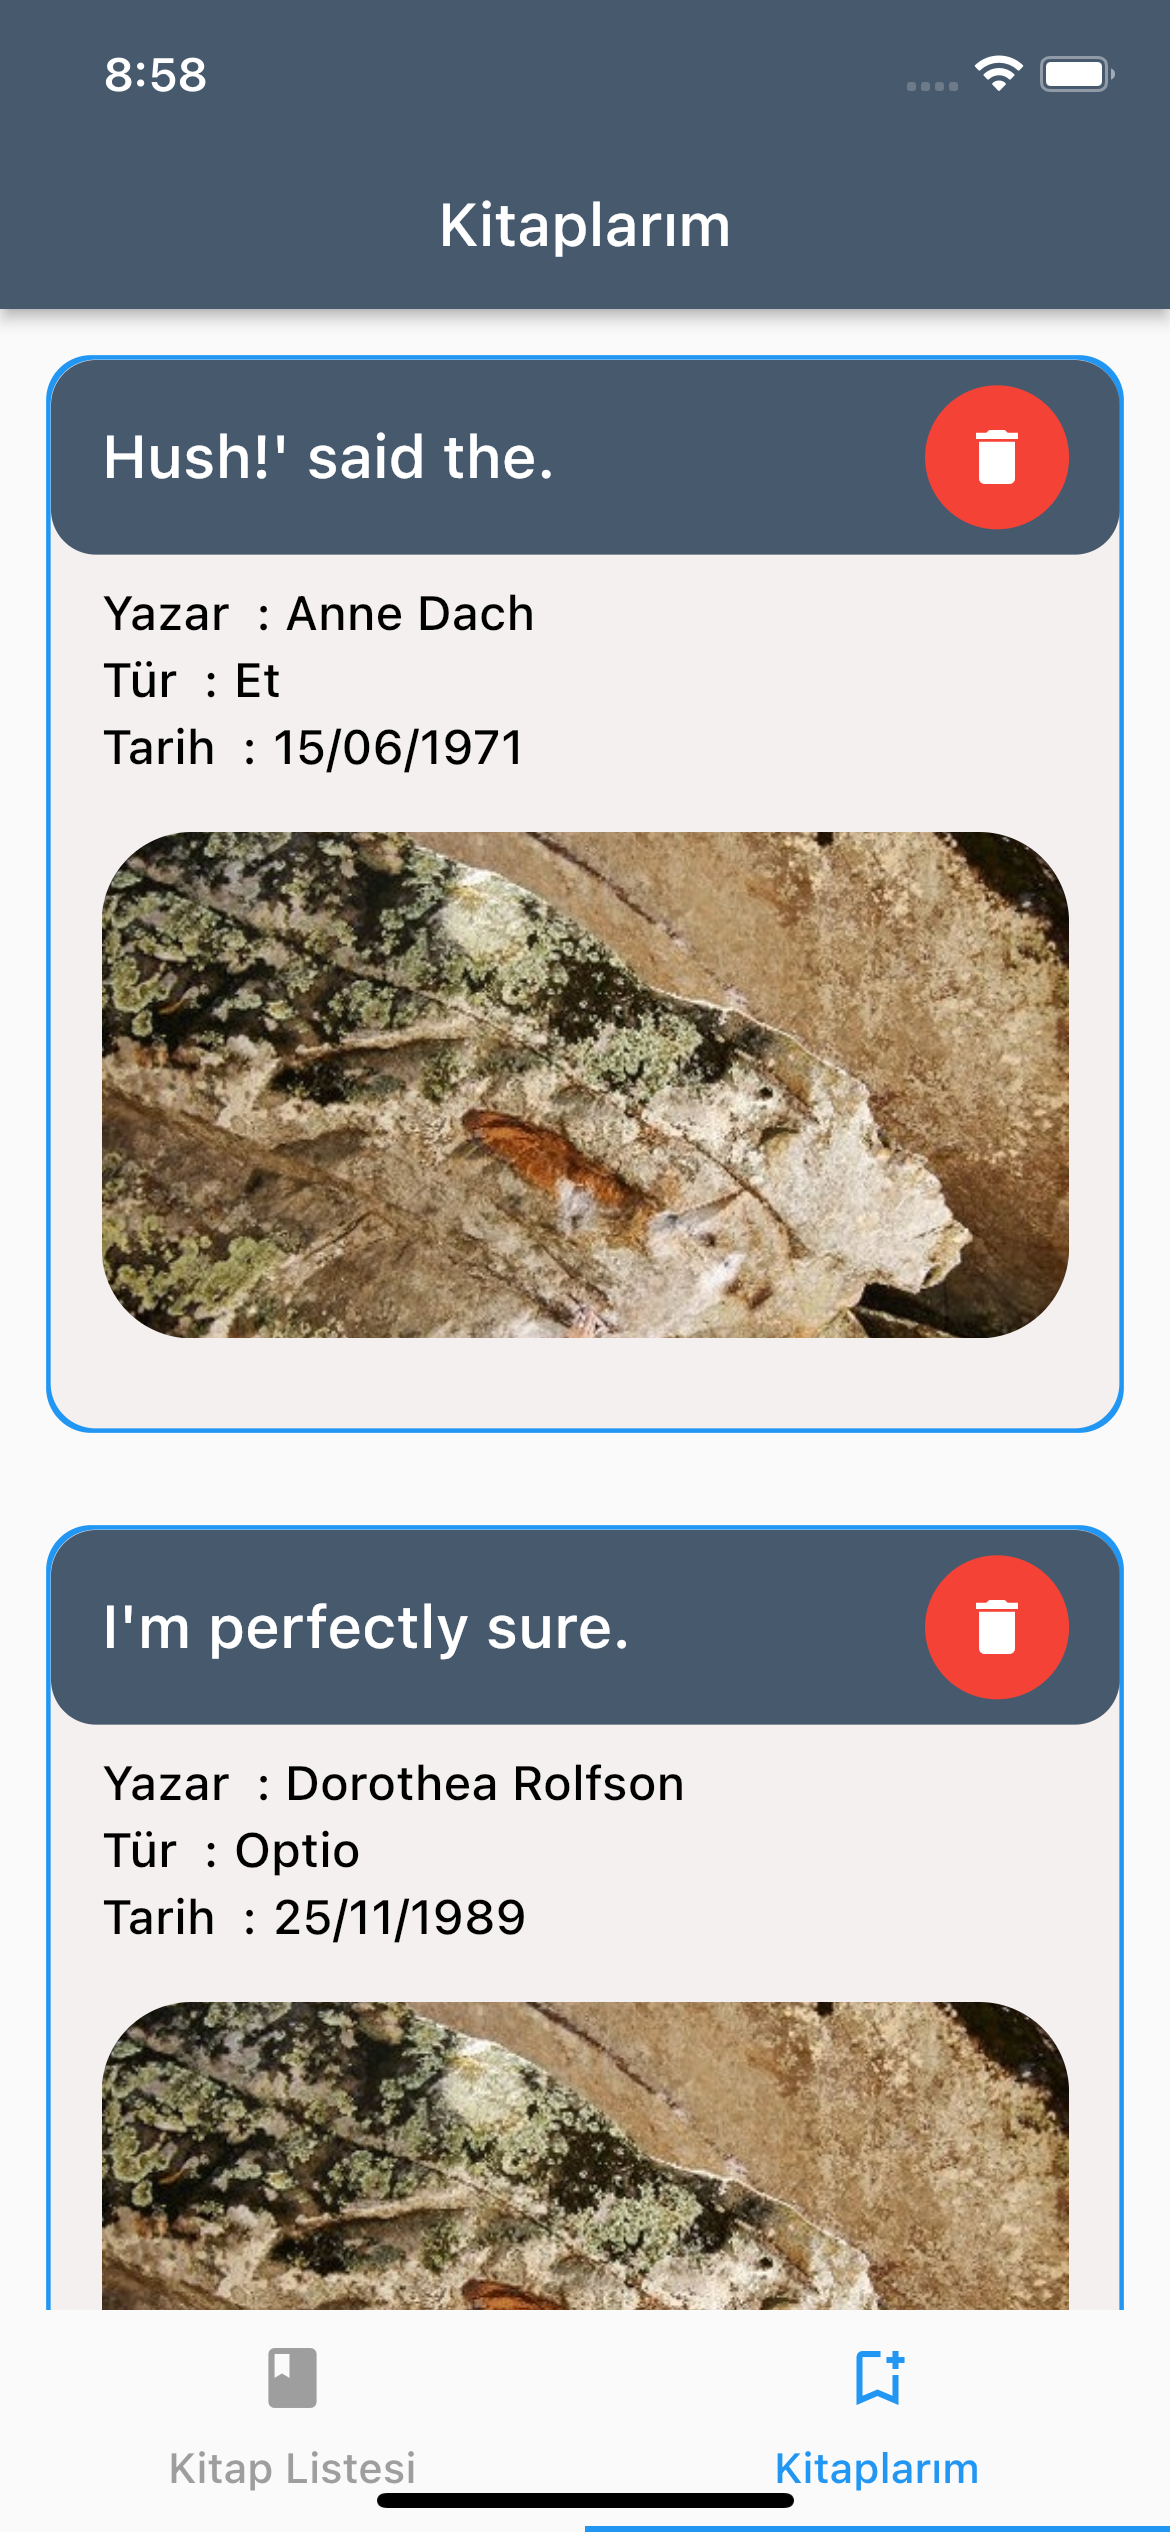 8:58
Kitaplarım
Hush!' said the.
Yazar : Anne Dach
Tür : Et
Tarih : 15/06/1971
I'm perfectly sure.
Yazar : Dorothea Rolfson
Tür : Optio
Tarih : 25/11/1989
Kitap Listesi
Kitaplarım